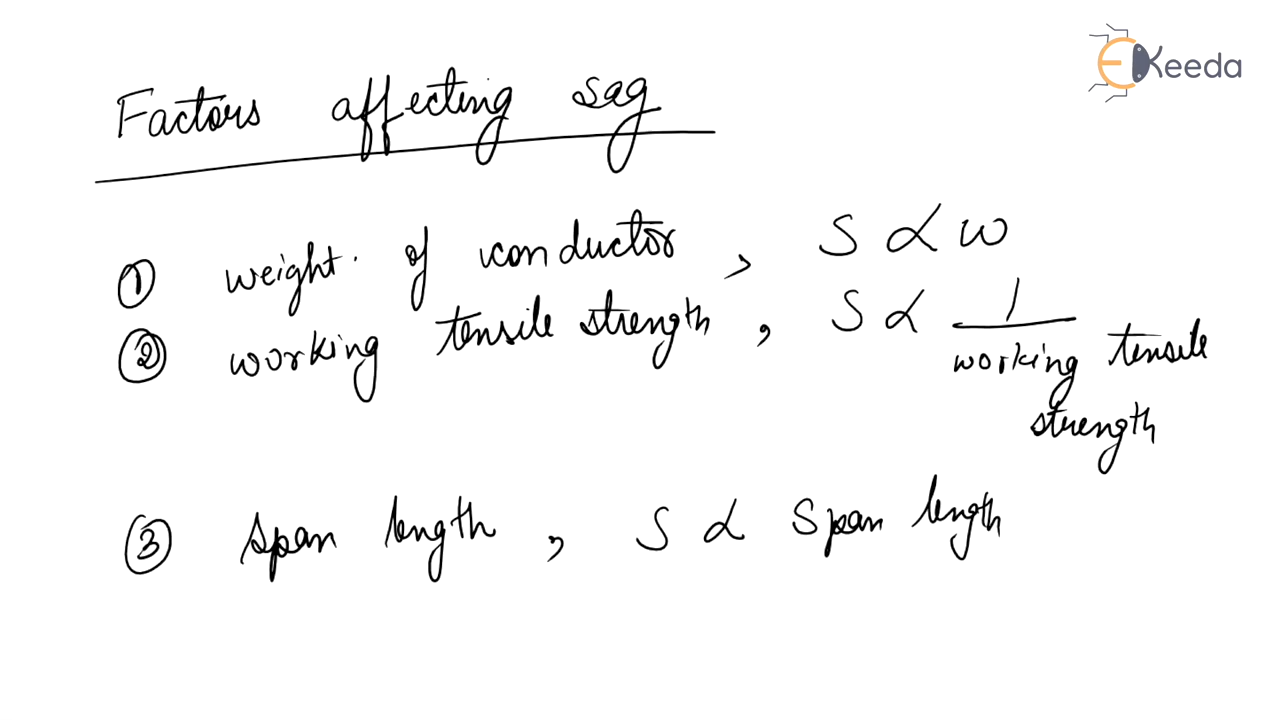 EKeeda
Factors affecting sag
① weight. of conductor, S ∝ w
② working tensile strength, S ∝ 1 / working tensile
strength
③ span length, S ∝ span length